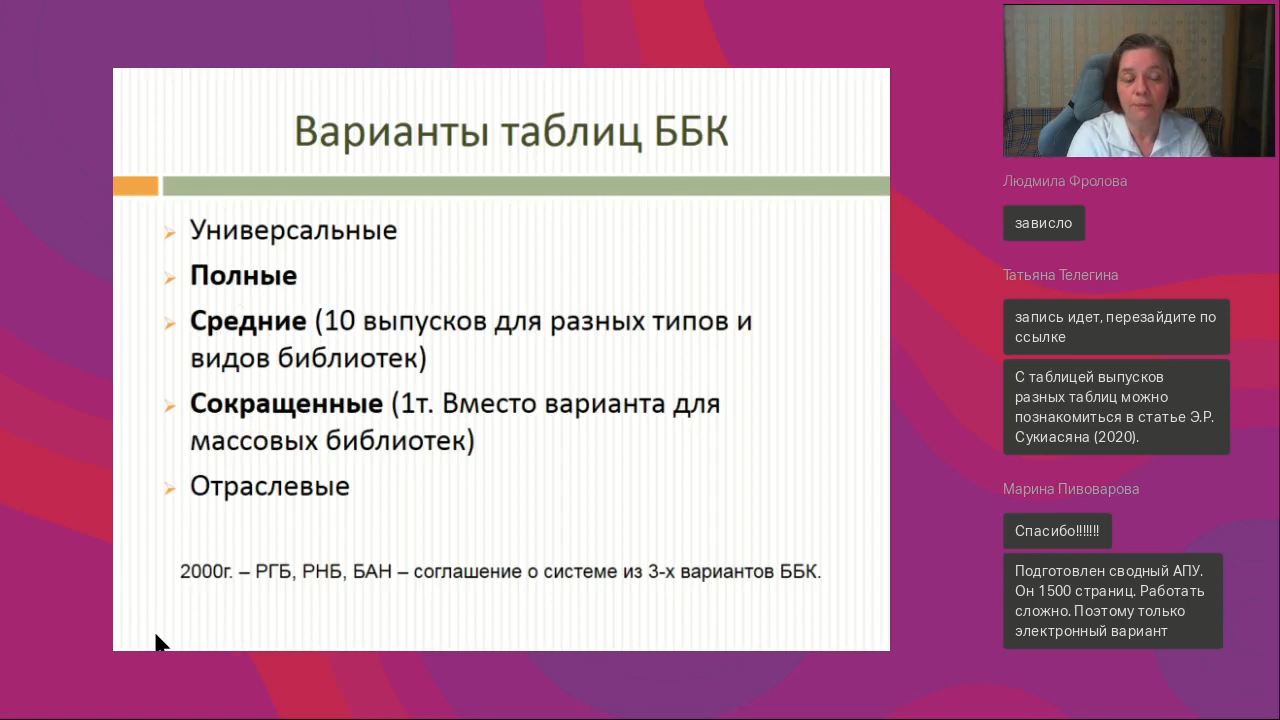 Варианты таблиц ББК
Универсальные
Полные
Средние (10 выпусков для разных типов и
видов библиотек)
Сокращенные (1т. Вместо варианта для
массовых библиотек)
Отраслевые
2000г. – РГБ, РНБ, БАН – соглашение о системе из 3-х вариантов ББК.
Людмила Фролова
зависло
Татьяна Телегина
запись идет, перезайдите по
ссылке
С таблицей выпусков
разных таблиц можно
познакомиться в статье Э.Р.
Сукиасяна (2020).
Марина Пивоварова
Спасибо!!!!!!!
Подготовлен сводный АПУ.
Он 1500 страниц. Работать
сложно. Поэтому только
электронный вариант